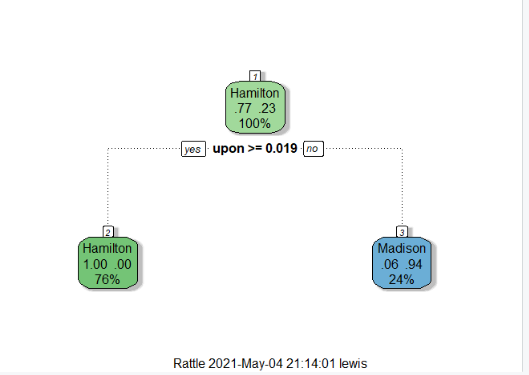 1
Hamilton
.77 .23
100%
yes upon >= 0.019 no
2
Hamilton
1.00 .00
76%
3
Madison
.06 .94
24%
Rattle 2021-May-04 21:14:01 lewis